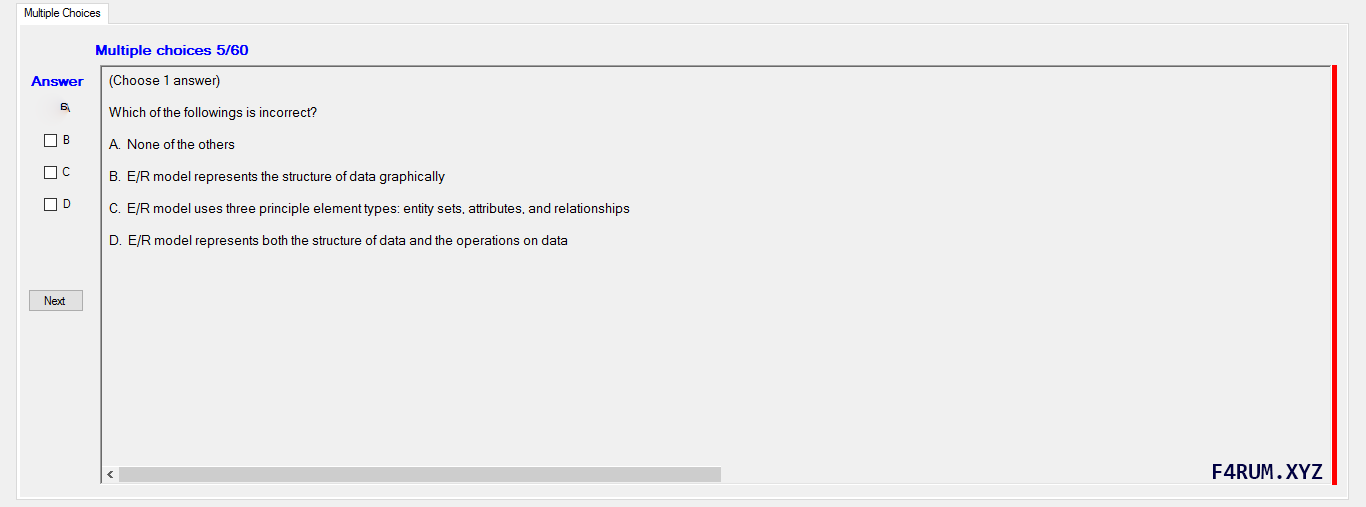 Multiple Choices
Multiple choices 5/60
Answer
B
C
D
Next
(Choose 1 answer)
Which of the followings is incorrect?
A. None of the others
B. E/R model represents the structure of data graphically
C. E/R model uses three principle element types: entity sets, attributes, and relationships
D. E/R model represents both the structure of data and the operations on data
F4RUM.XYZ